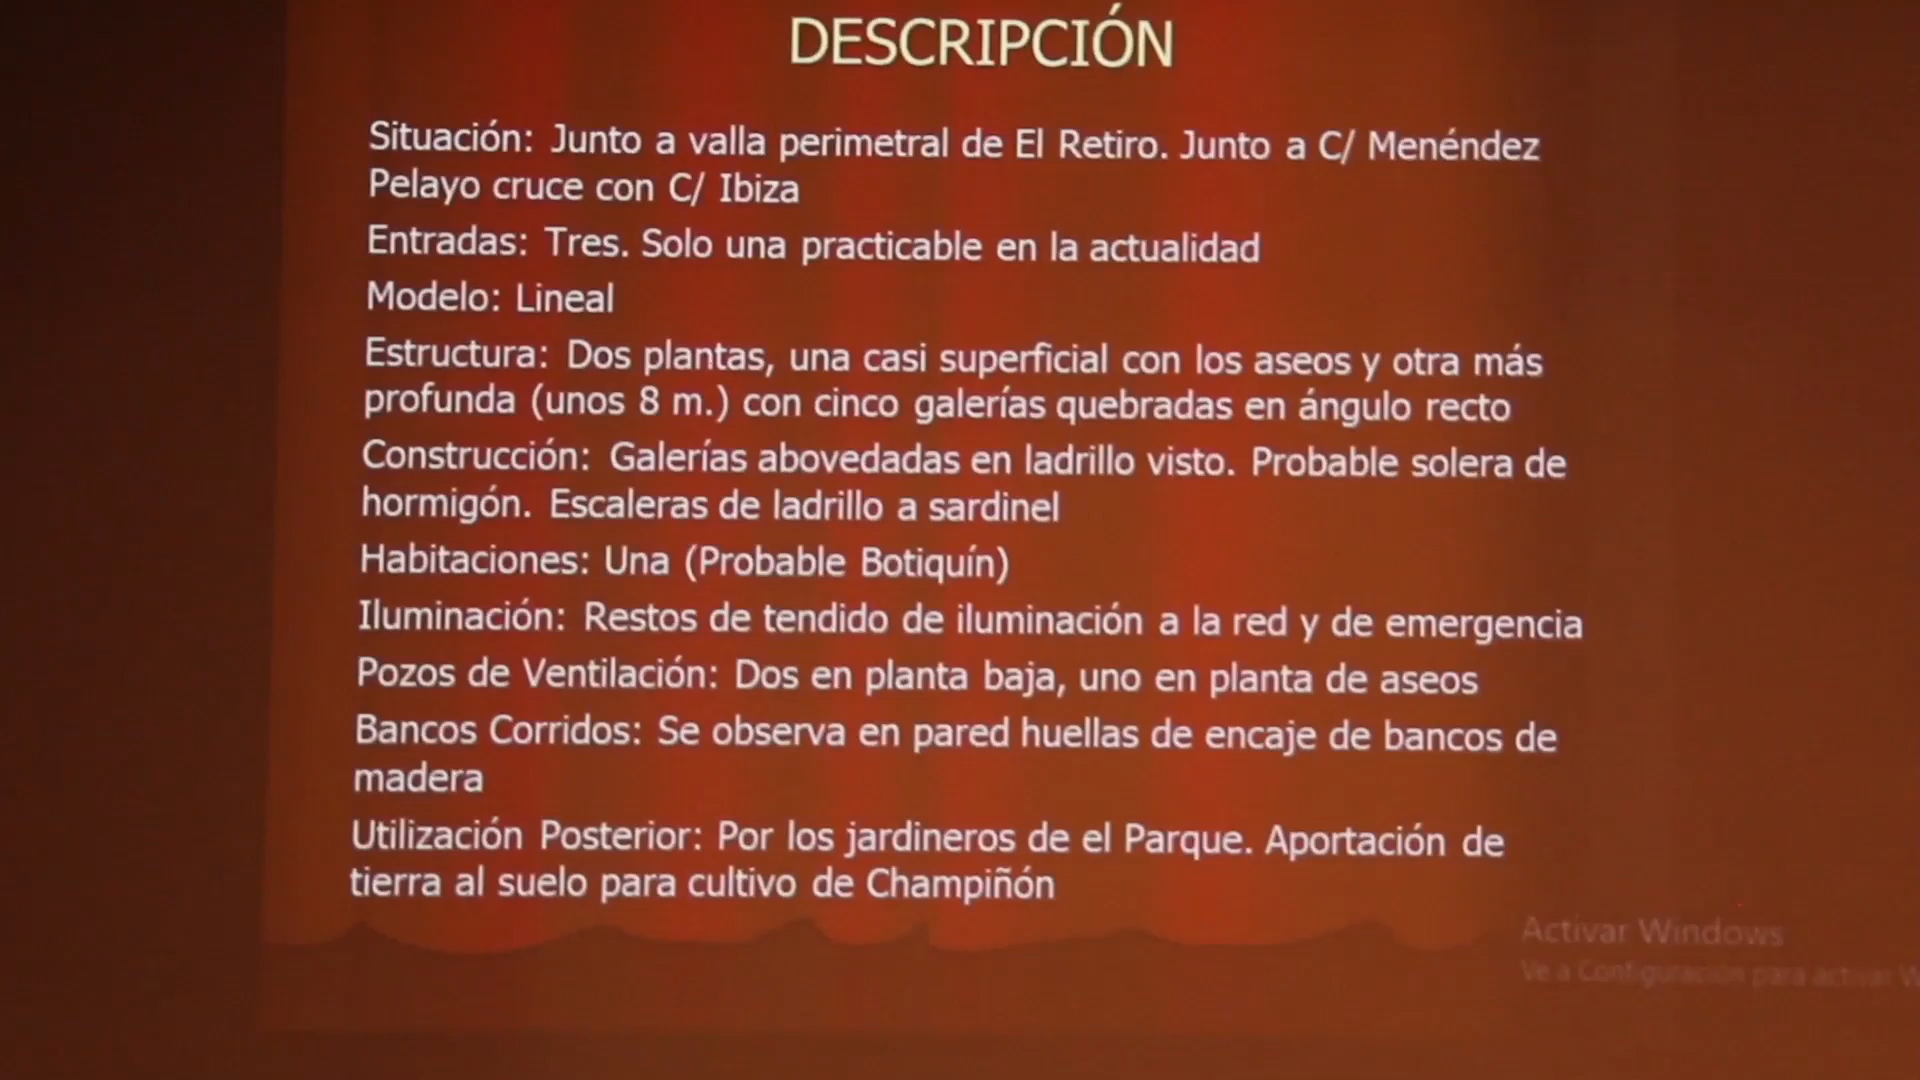 DESCRIPCIÓN
Situación: Junto a valla perimetral de El Retiro. Junto a C/ Menéndez
Pelayo cruce con C/ Ibiza
Entradas: Tres. Solo una practicable en la actualidad
Modelo: Lineal
Estructura: Dos plantas, una casi superficial con los aseos y otra más
profunda (unos 8 m.) con cinco galerías quebradas en ángulo recto
Construcción: Galerías abovedadas en ladrillo visto. Probable solera de
hormigón. Escaleras de ladrillo a sardinel
Habitaciones: Una (Probable Botiquín)
Iluminación: Restos de tendido de iluminación a la red y de emergencia
Pozos de Ventilación: Dos en planta baja, uno en planta de aseos
Bancos Corridos: Se observa en pared huellas de encaje de bancos de
madera
Utilización Posterior: Por los jardineros de el Parque. Aportación de
tierra al suelo para cultivo de Champiñón
Activar Windows
Ve a Configuración para activar W